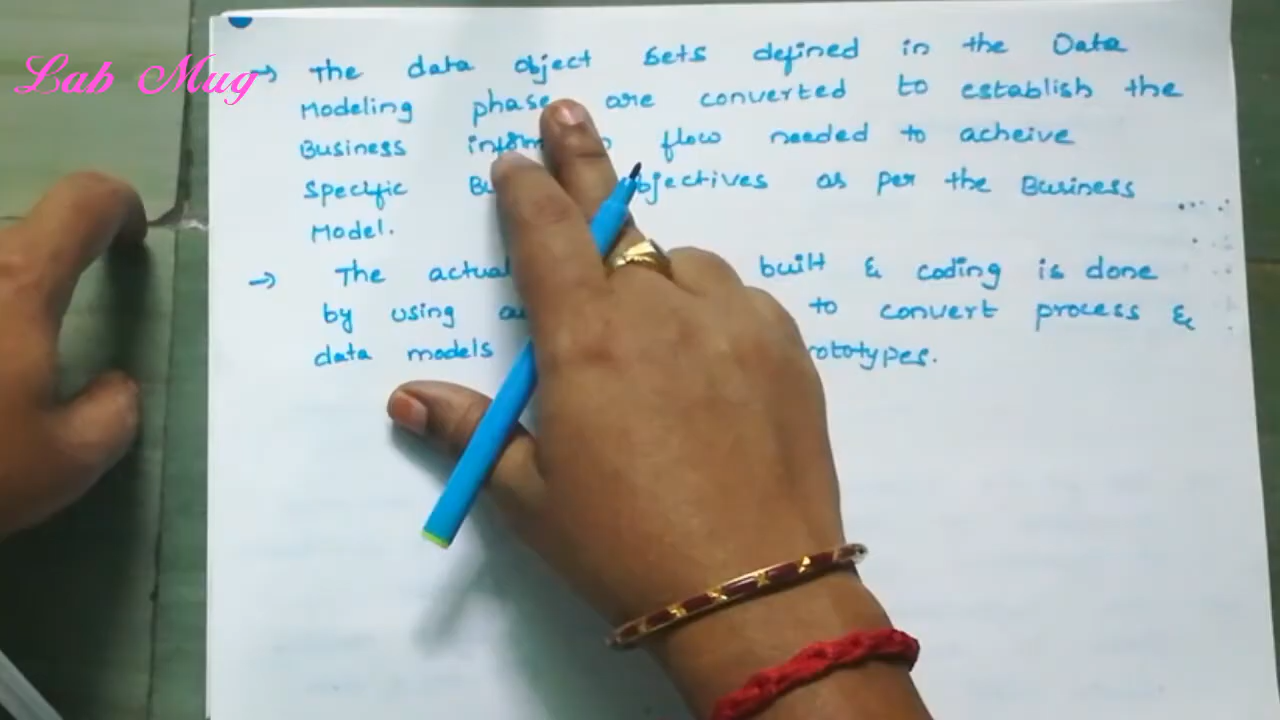 Lab Mug
→ The data object sets defined in the Data
Modeling phase are converted to establish the
Business flow needed to acheive
Specific objectives as per the Business
Model.
→ The actual built & coding is done
by using to convert process &
data models prototypes.